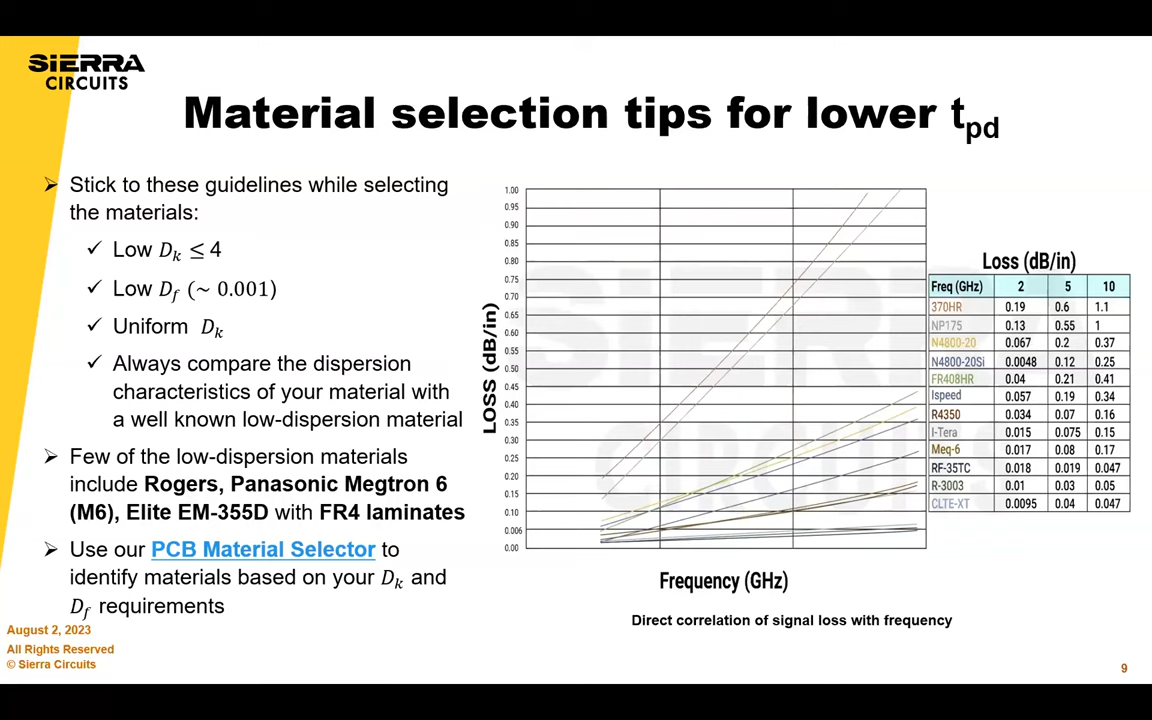 SIERRA
CIRCUITS
Material selection tips for lower tpd
➢ Stick to these guidelines while selecting
the materials:
✓ Low Dk ≤ 4
✓ Low Df (~ 0.001)
✓ Uniform Dk
✓ Always compare the dispersion
characteristics of your material with
a well known low-dispersion material
➢ Few of the low-dispersion materials
include Rogers, Panasonic Megtron 6
(M6), Elite EM-355D with FR4 laminates
➢ Use our PCB Material Selector to
identify materials based on your Dk and
Df requirements
LOSS (dB/in)
1.00
0.95
0.90
0.85
0.80
0.75
0.70
0.65
0.60
0.55
0.50
0.45
0.40
0.35
0.30
0.25
0.20
0.15
0.10
0.006
0.00
SIERRA
CIRCUITS
Frequency (GHz)
Direct correlation of signal loss with frequency
Loss (dB/in)
Freq (GHz) 2 5 10
370HR 0.19 0.6 1.1
NP175 0.13 0.55 1
N4800-20 0.067 0.2 0.37
N4800-20Si 0.0048 0.12 0.25
FR408HR 0.04 0.21 0.41
Ispeed 0.057 0.19 0.34
R4350 0.034 0.07 0.16
I-Tera 0.015 0.075 0.15
Meq-6 0.017 0.08 0.17
RF-35TC 0.018 0.019 0.047
R-3003 0.01 0.03 0.05
CLTE-XT 0.0095 0.04 0.047
August 2, 2023
All Rights Reserved
© Sierra Circuits
9